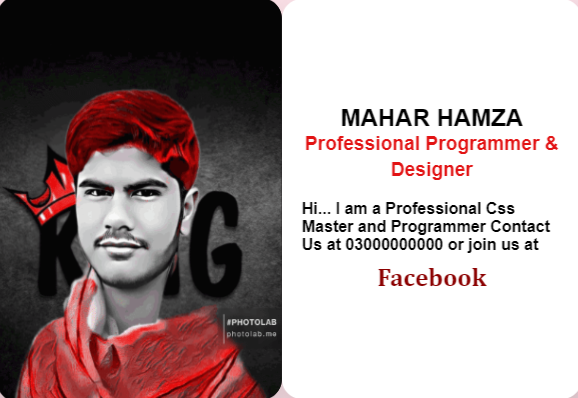 KING
#PHOTOLAB
photolab.me
MAHAR HAMZA
Professional Programmer &
Designer
Hi... I am a Professional Css
Master and Programmer Contact
Us at 03000000000 or join us at
Facebook